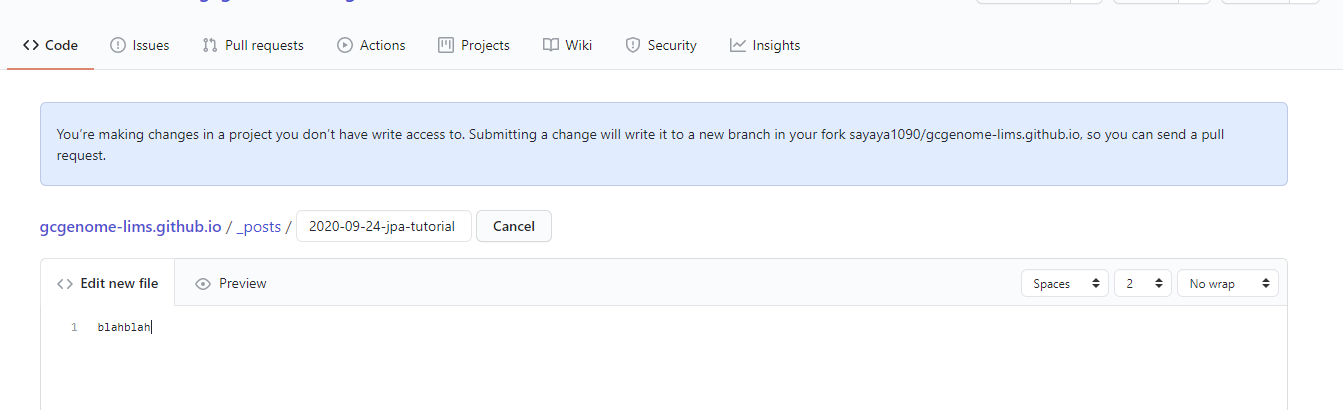 Code Issues Pull requests Actions Projects Wiki Security Insights
You're making changes in a project you don't have write access to. Submitting a change will write it to a new branch in your fork sayaya1090/gcgenome-lims.github.io, so you can send a pull
request.
gcgenome-lims.github.io / _posts / 2020-09-24-jpa-tutorial Cancel
Edit new file Preview Spaces 2 No wrap
1 blahblah